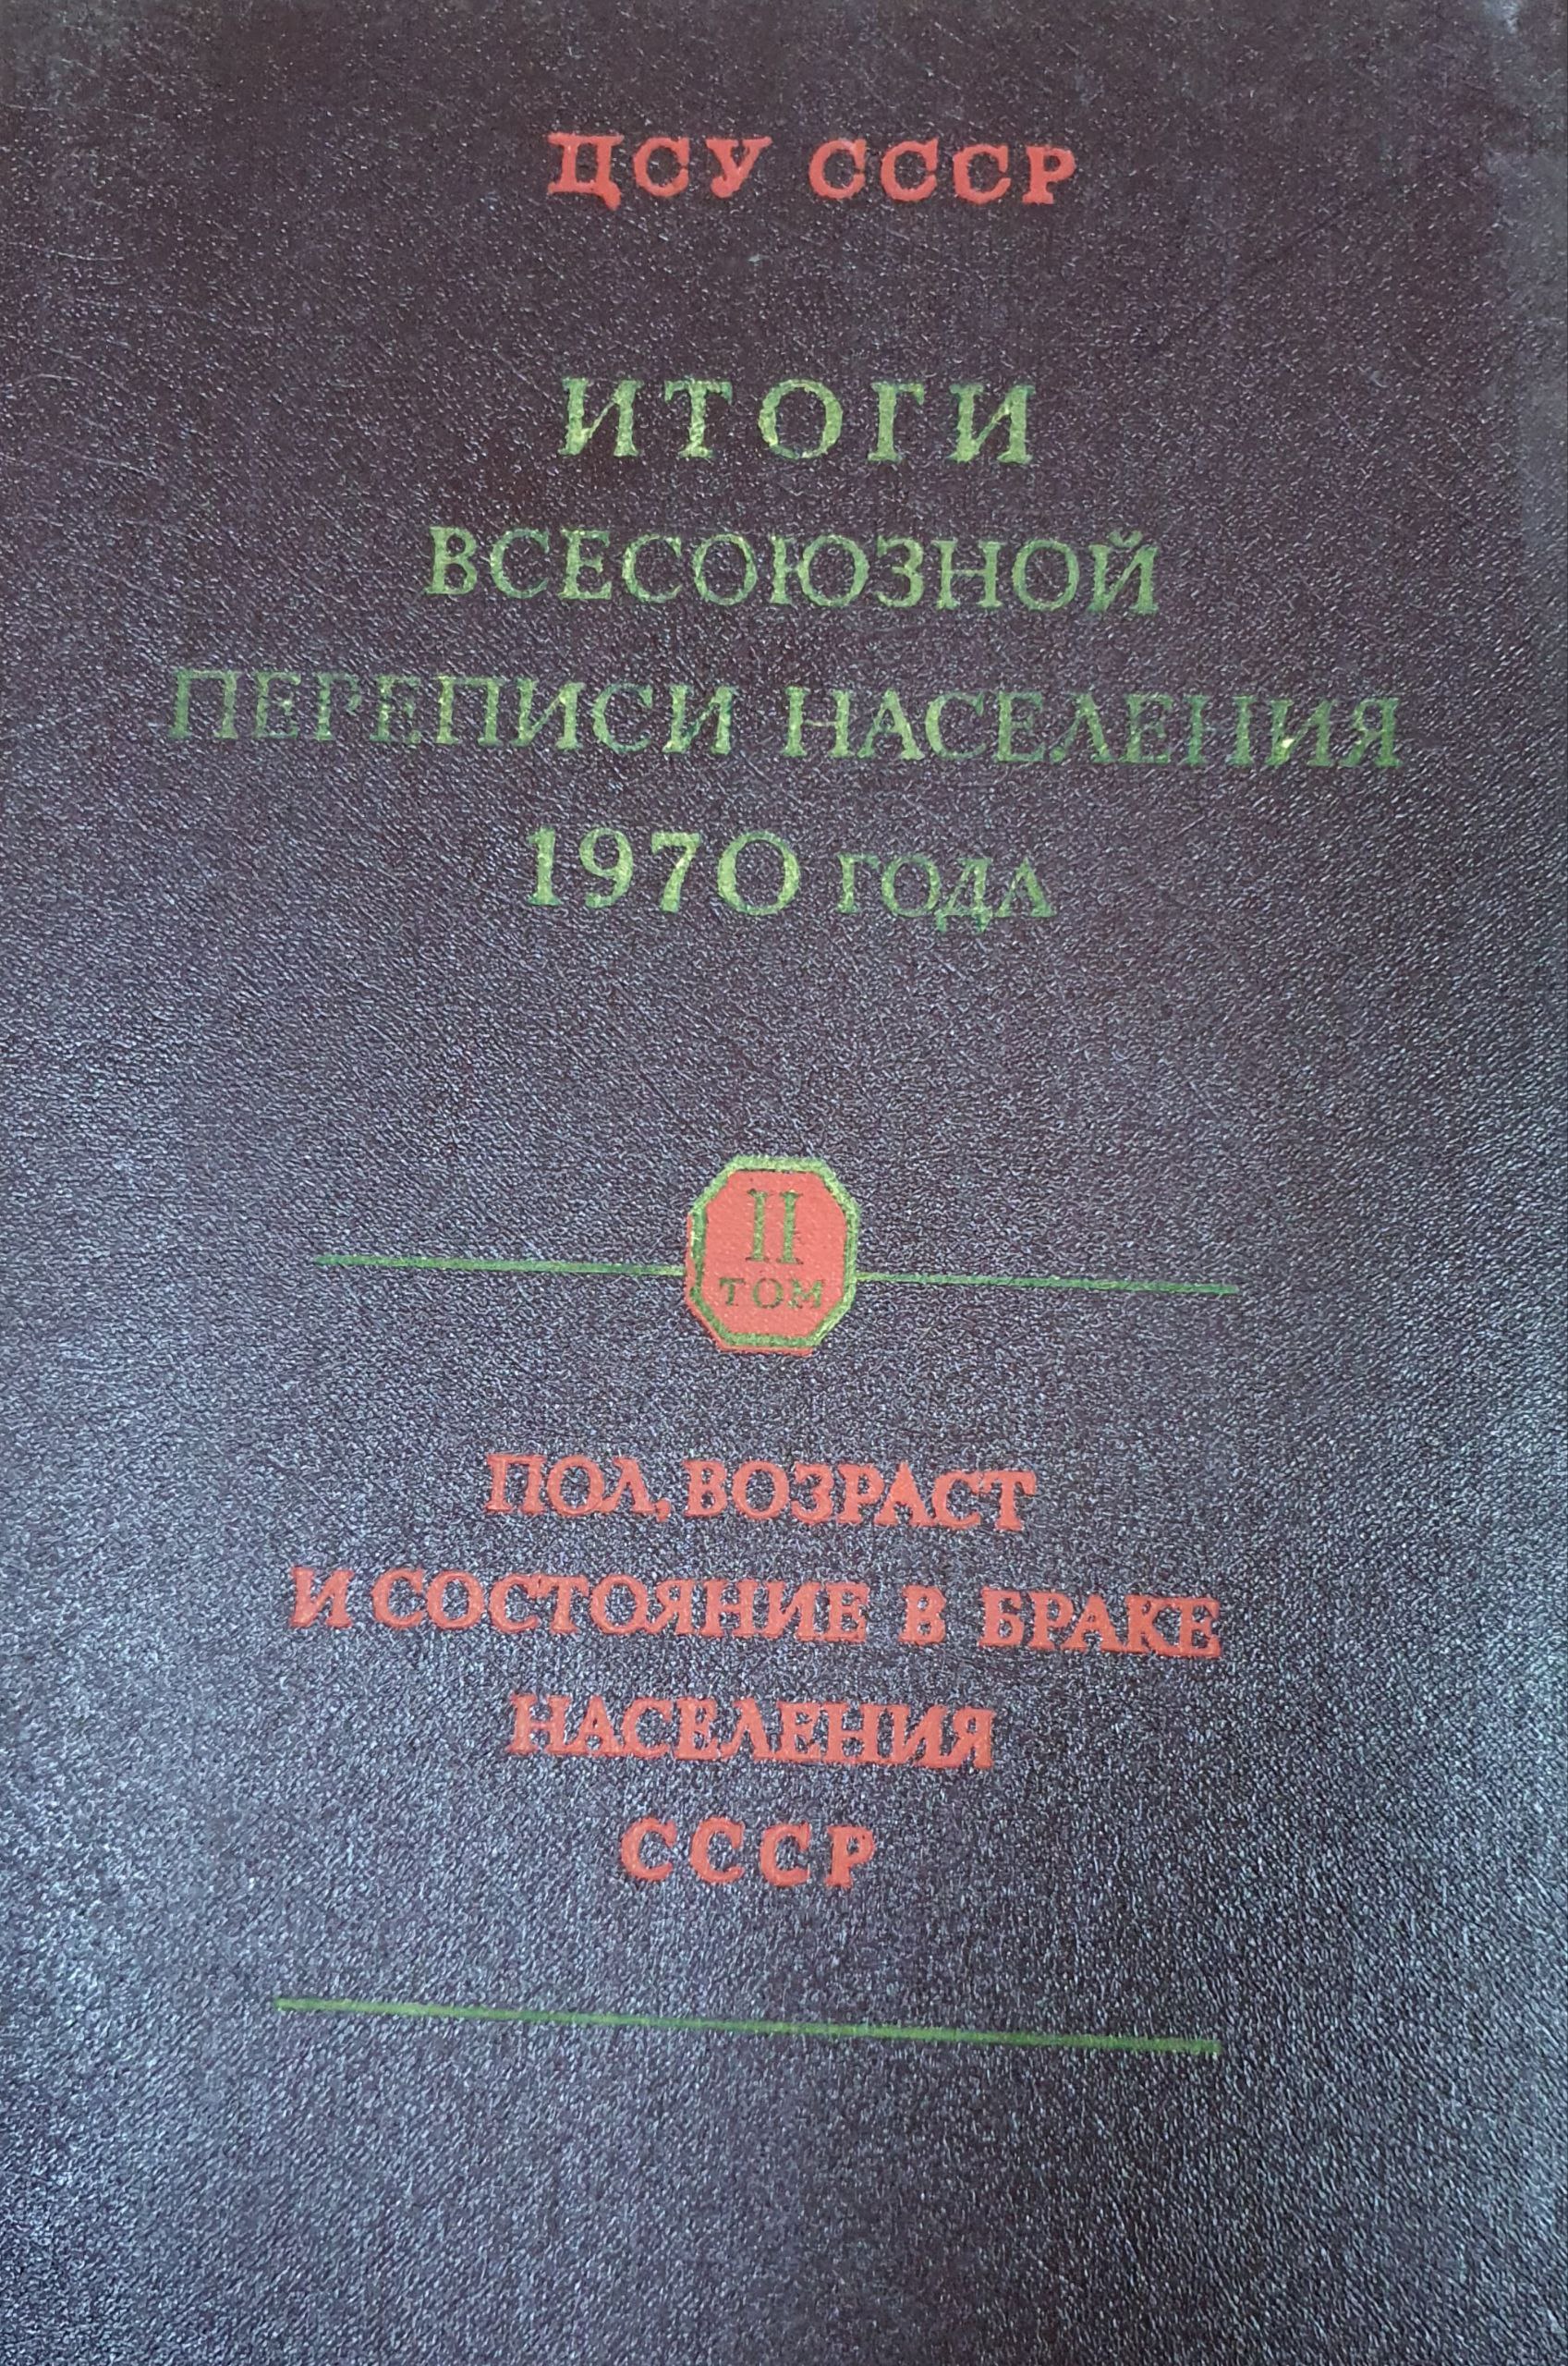 ЦСУ СССР
ИТОГИ
ВСЕСОЮЗНОЙ
ПЕРЕПИСИ НАСЕЛЕНИЯ
1970 ГОДА
II
ТОМ
ПОЛ, ВОЗРАСТ
И СОСТОЯНИЕ В БРАКЕ
НАСЕЛЕНИЯ
СССР